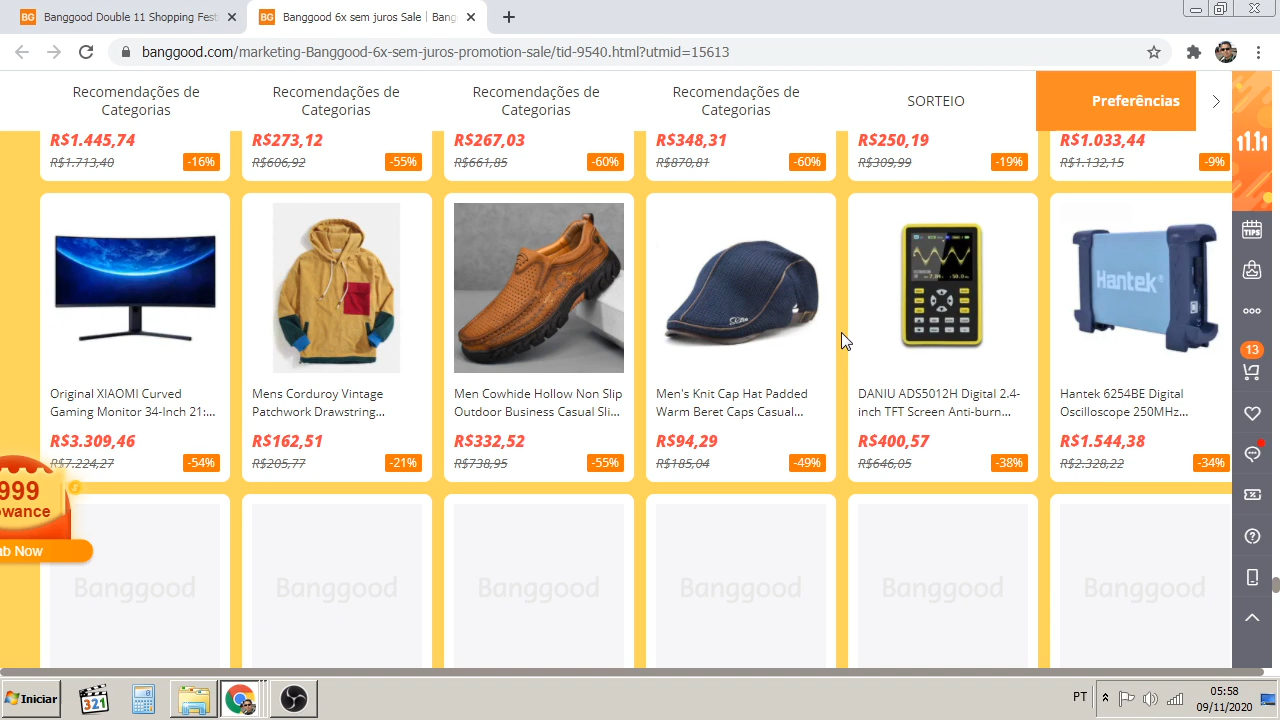 Banggood Double 11 Shopping Fest
Banggood 6x sem juros Sale | Bang
banggood.com/marketing-Banggood-6x-sem-juros-promotion-sale/tid-9540.html?utmid=15613
Recomendações de Categorias
Recomendações de Categorias
Recomendações de Categorias
Recomendações de Categorias
SORTEIO
Preferências
11.11
R$1.445,74
R$1.713,40 -16%
R$273,12
R$606,92 -55%
R$267,03
R$661,85 -60%
R$348,31
R$870,81 -60%
R$250,19
R$309,99 -19%
R$1.033,44
R$1.132,15 -9%
TIPS
13
Hantek®
Original XIAOMI Curved
Gaming Monitor 34-Inch 21:...
R$3.309,46
R$7.224,27 -54%
Mens Corduroy Vintage
Patchwork Drawstring...
R$162,51
R$205,77 -21%
Men Cowhide Hollow Non Slip
Outdoor Business Casual Sli...
R$332,52
R$738,95 -55%
Men's Knit Cap Hat Padded
Warm Beret Caps Casual...
R$94,29
R$185,04 -49%
DANIU ADS5012H Digital 2.4-
inch TFT Screen Anti-burn...
R$400,57
R$646,05 -38%
Hantek 6254BE Digital
Oscilloscope 250MHz...
R$1.544,38
R$2.328,22 -34%
999
owance
ub Now
Banggood
Banggood
Banggood
Banggood
Banggood
Banggood
Iniciar
321
PT
05:58
09/11/2020